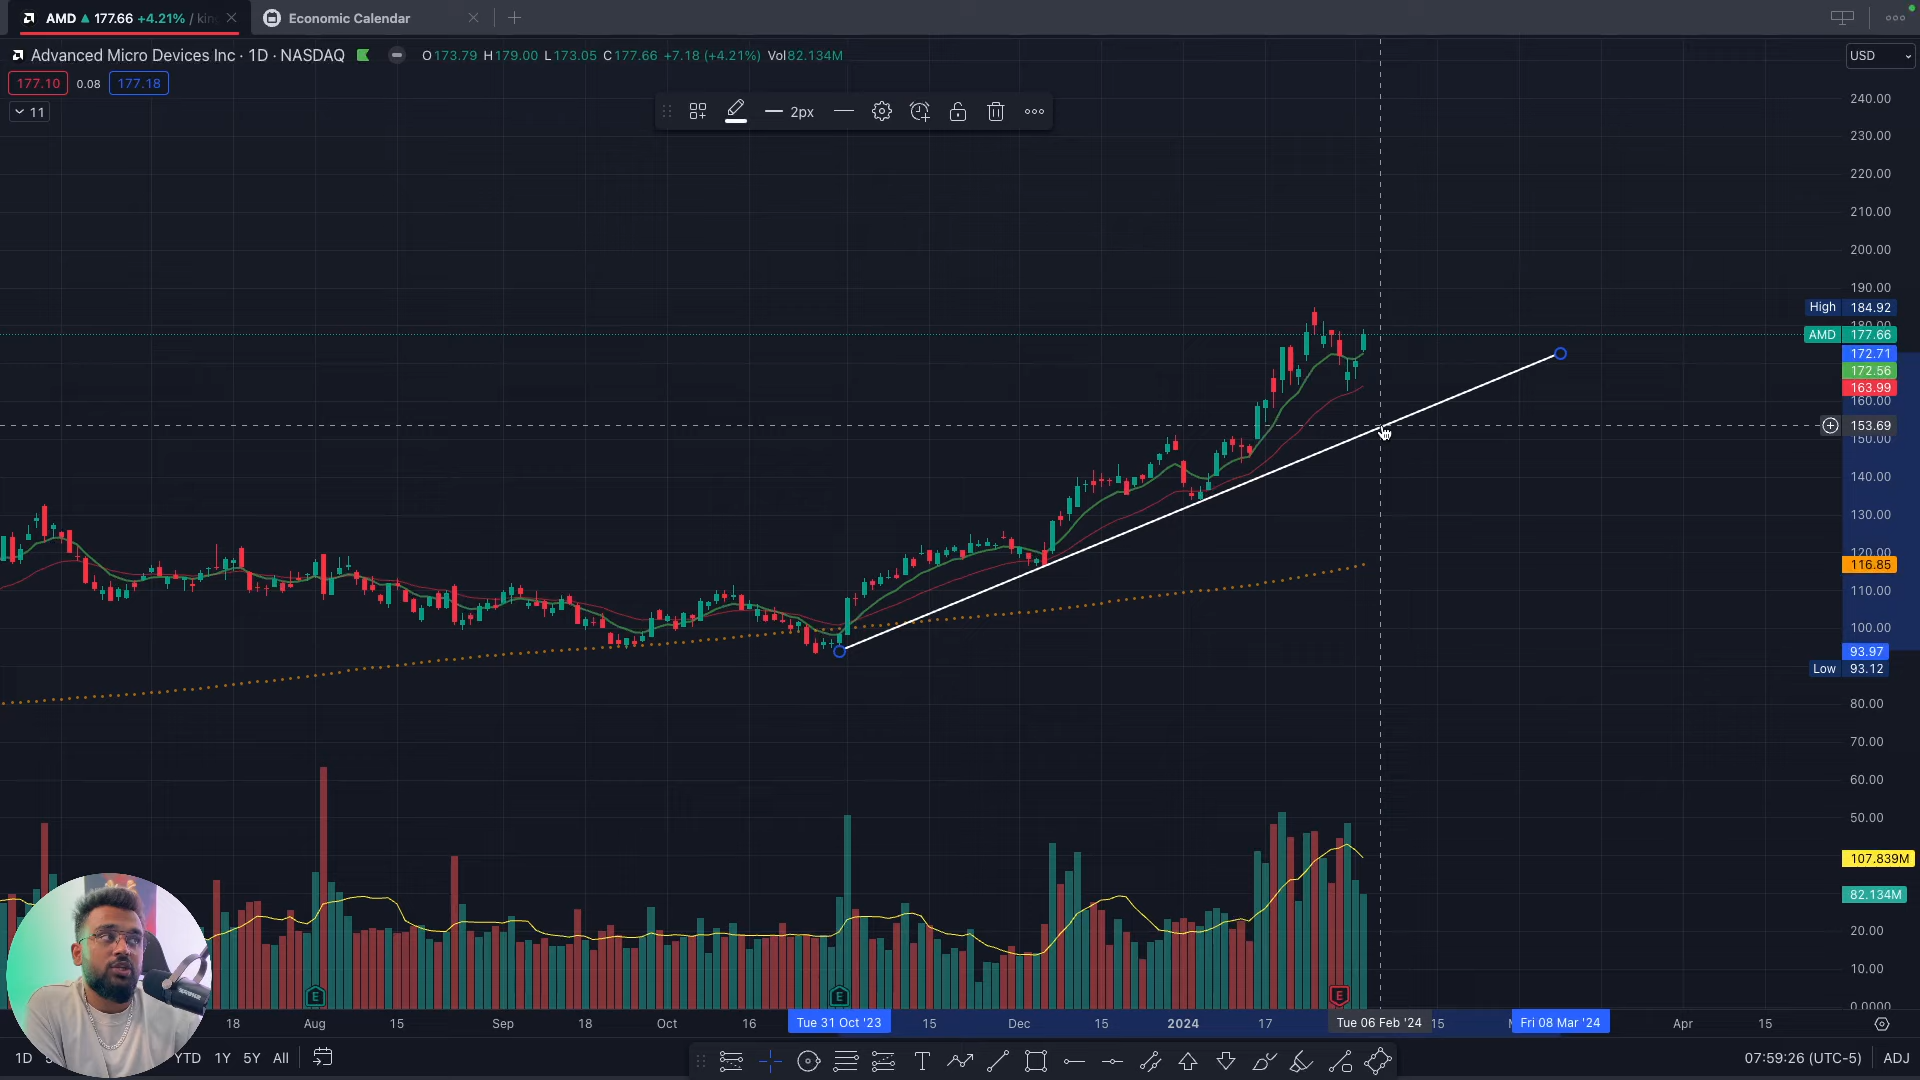 AMD ▲ 177.66 +4.21% / kin
Economic Calendar
Advanced Micro Devices Inc · 1D · NASDAQ
O173.79 H179.00 L173.05 C177.66 +7.18 (+4.21%) Vol82.134M
USD
177.10 0.08 177.18
11
2px
240.00
230.00
220.00
210.00
200.00
190.00
High 184.92
180.00
AMD 177.66
172.71
172.56
163.99
160.00
153.69
150.00
140.00
130.00
120.00
116.85
110.00
100.00
93.97
Low 93.12
80.00
70.00
60.00
50.00
107.839M
82.134M
20.00
10.00
0.0000
E E E
18 Aug 15 Sep 18 Oct 16 Tue 31 Oct '23 15 Dec 15 2024 17 Tue 06 Feb '24 15 Fri 08 Mar '24 Apr 15
1D YTD 1Y 5Y All
T
07:59:26 (UTC-5) ADJ